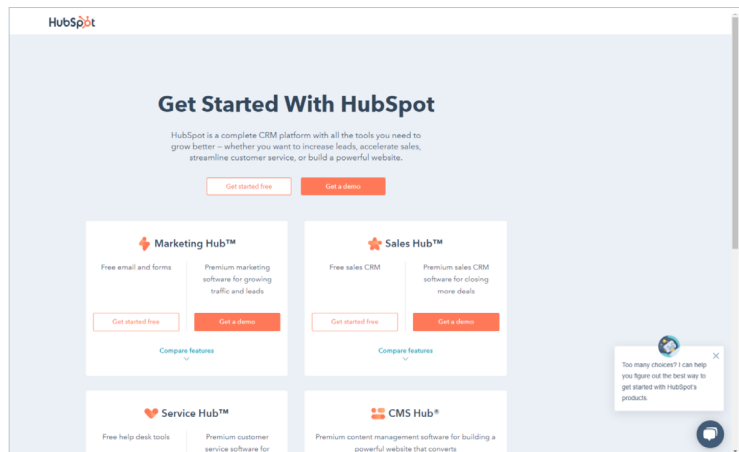 HubSpot
Get Started With HubSpot
HubSpot is a complete CRM platform with all the tools you need to
grow better – whether you want to increase leads, accelerate sales,
streamline customer service, or build a powerful website.
Get started free
Get a demo
Marketing Hub™
Free email and forms
Premium marketing
software for growing
traffic and leads
Get started free
Get a demo
Compare features
Sales Hub™
Free sales CRM
Premium sales CRM
software for closing
more deals
Get started free
Get a demo
Compare features
Service Hub™
Free help desk tools
Premium customer
service software for
CMS Hub®
Premium content management software for building a
powerful website that converts
Too many choices? I can help
you figure out the best way to
get started with HubSpot's
products.